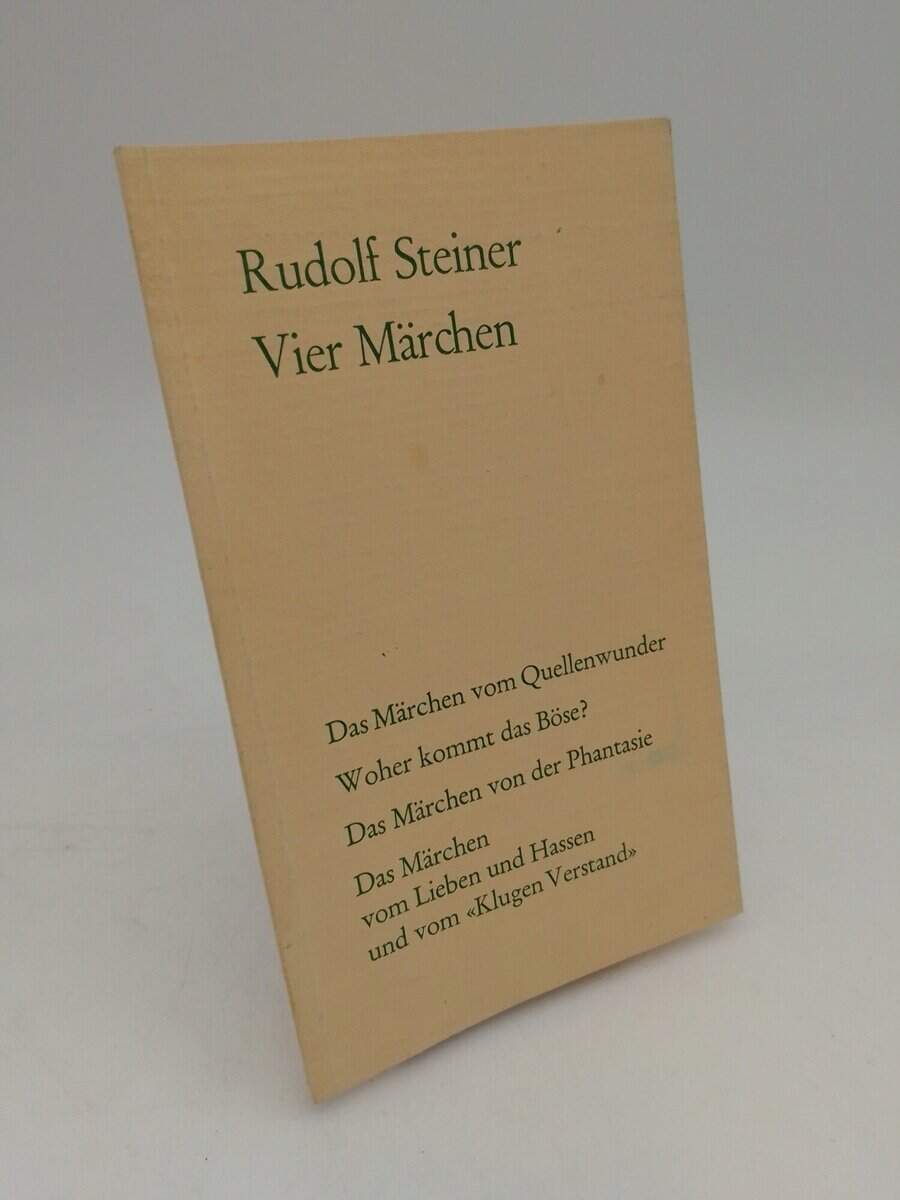 Rudolf Steiner
Vier Märchen
Das Märchen vom Quellenwunder
Woher kommt das Böse?
Das Märchen von der Phantasie
Das Märchen
vom Lieben und Hassen
und vom «Klugen Verstand»